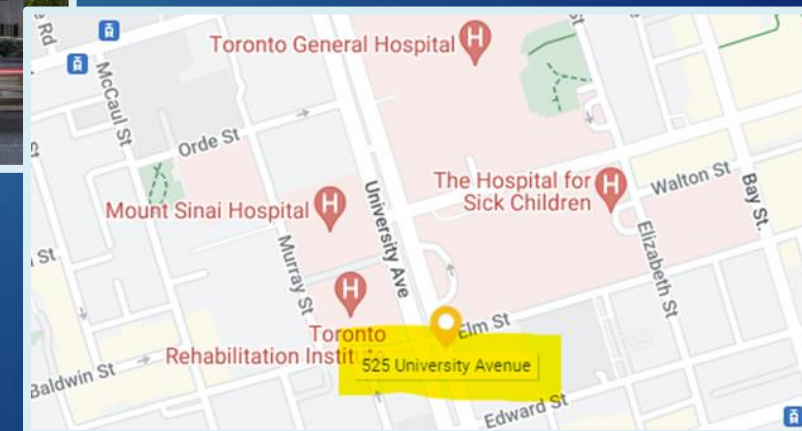 Rd
McCaul St
Toronto General Hospital
H
Orde St
St
Mount Sinai Hospital
H
University Ave
The Hospital for
Sick Children
H
Walton St
Bay St.
St
Murray St
H
Elizabeth St
Elm St
Toronto
Rehabilitation
525 University Avenue
Baldwin St
Edward St